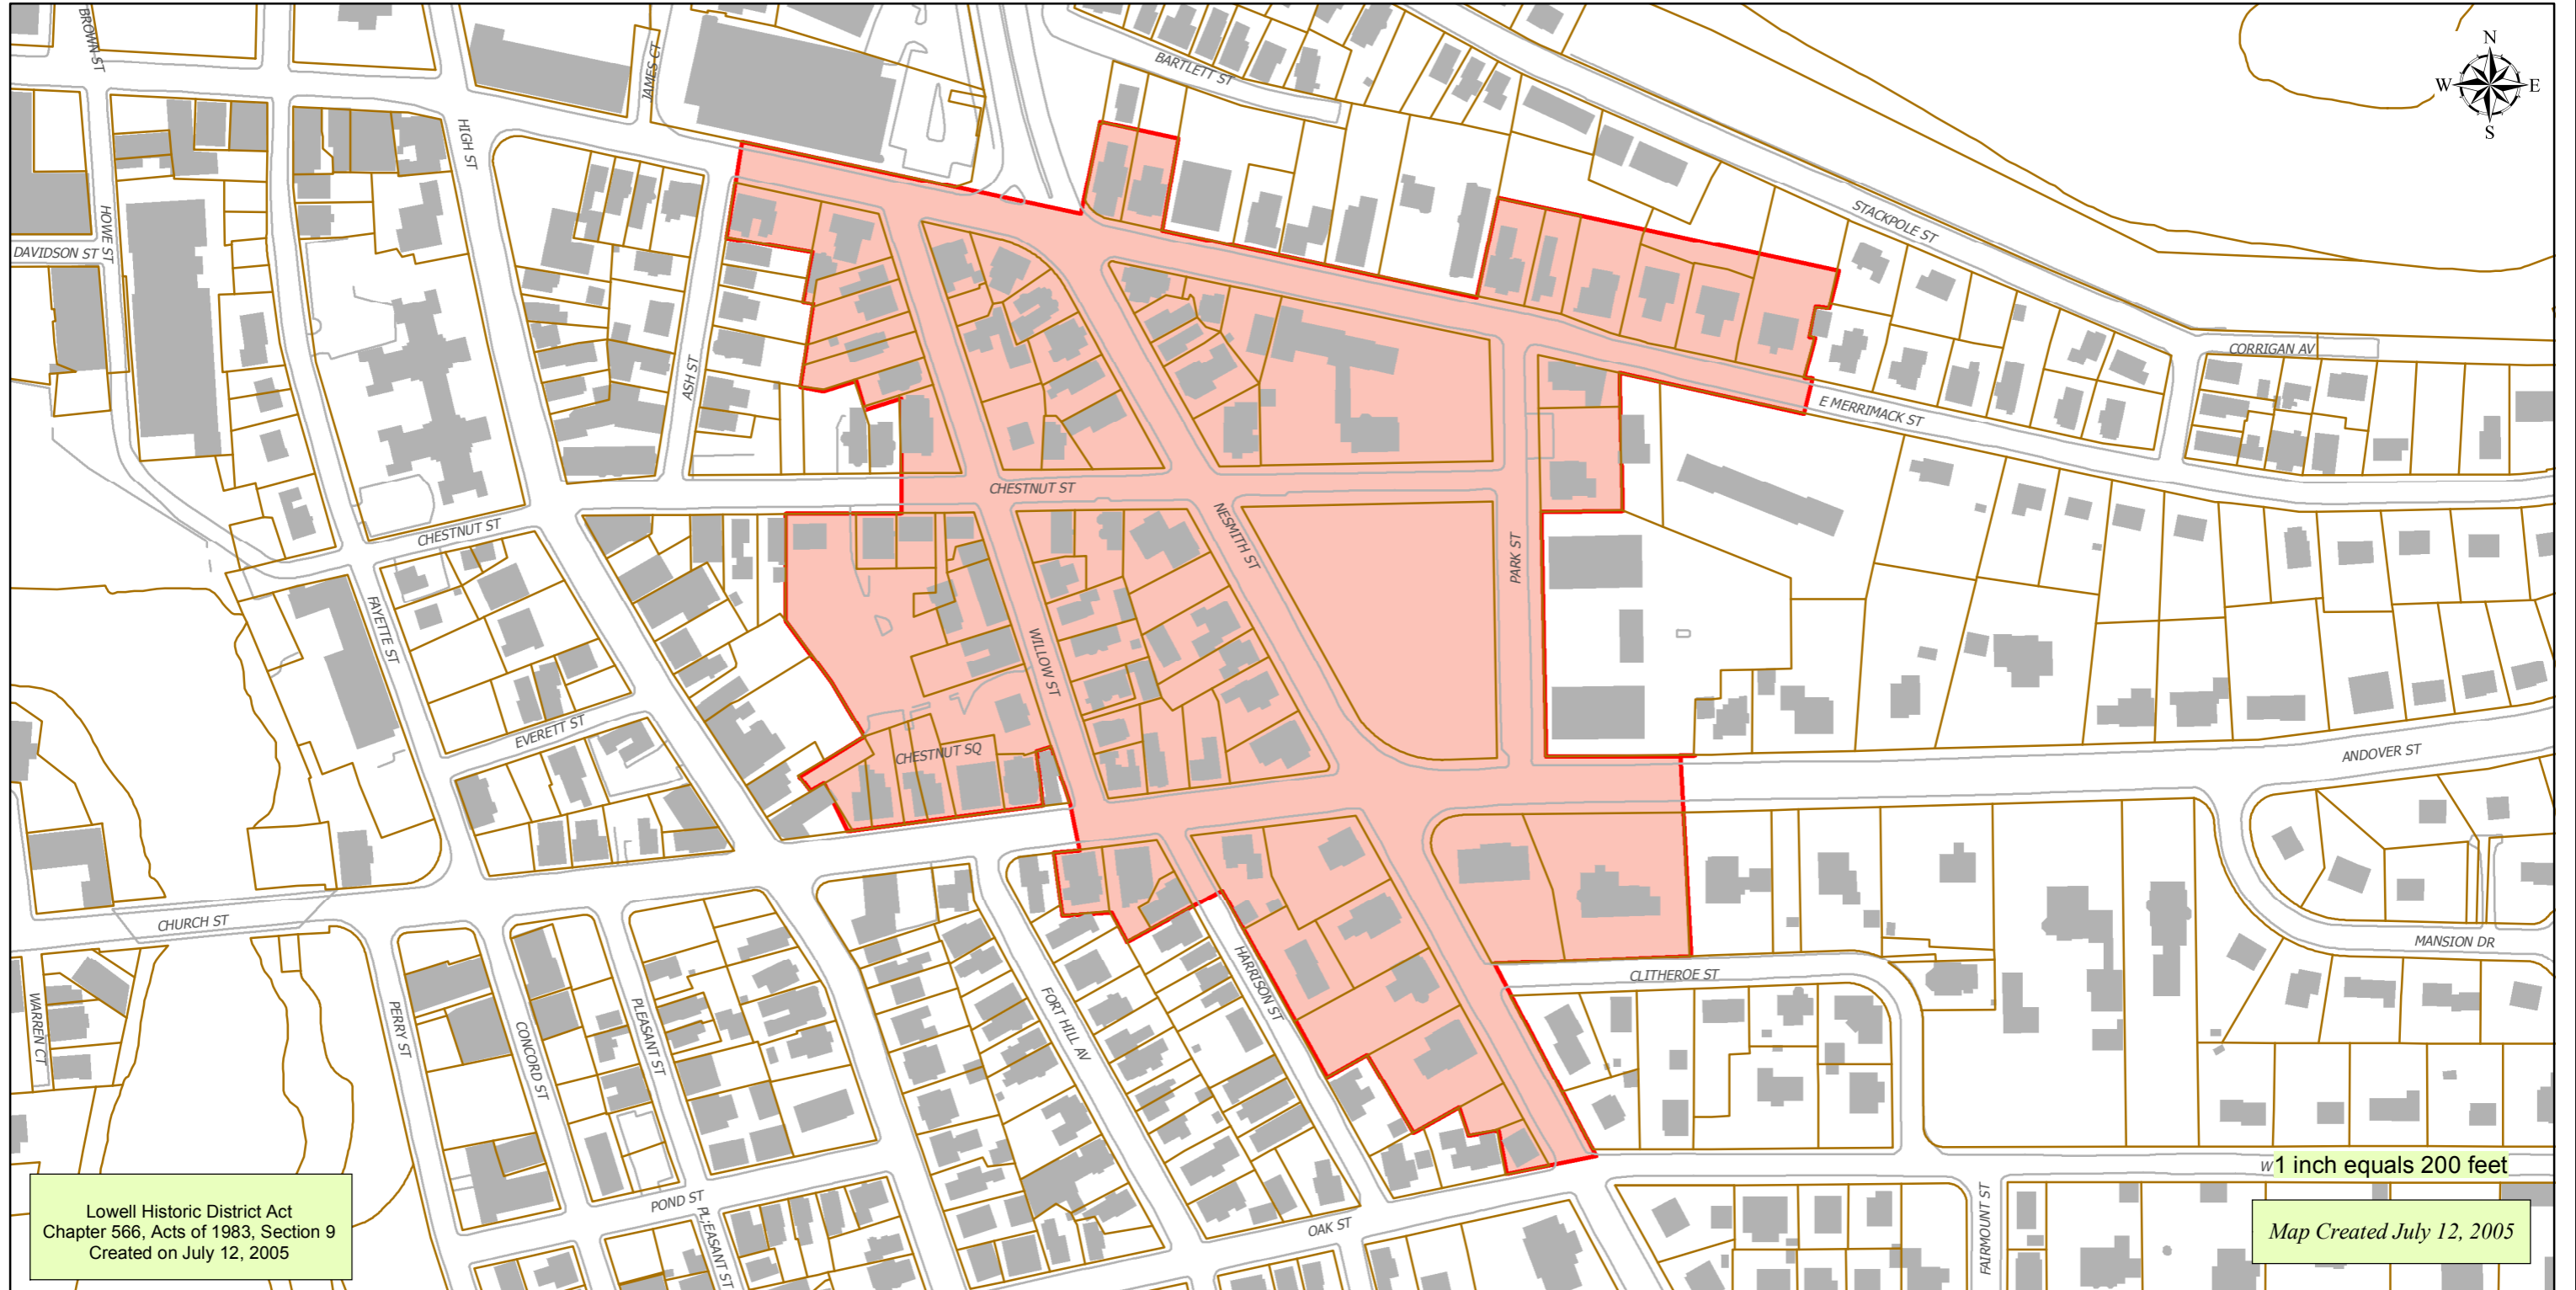 BROWN ST
JAMES CT
BARTLETT ST
N
W
E
S
HIGH ST
HOWE ST
DAVIDSON ST
STACKPOLE ST
CORRIGAN AV
ASH ST
E MERRIMACK ST
CHESTNUT ST
CHESTNUT ST
NESMITH ST
PARK ST
FAYETTE ST
WILLOW ST
EVERETT ST
CHESTNUT SQ
ANDOVER ST
CHURCH ST
MANSION DR
CLITHEROE ST
HARRISON ST
WARREN CT
PERRY ST
CONCORD ST
PLEASANT ST
FORT HILL AV
W
1 inch equals 200 feet
POND ST
PL;EASANT ST
OAK ST
FAIRMOUNT ST
Lowell Historic District Act
Chapter 566, Acts of 1983, Section 9
Created on July 12, 2005
Map Created July 12, 2005